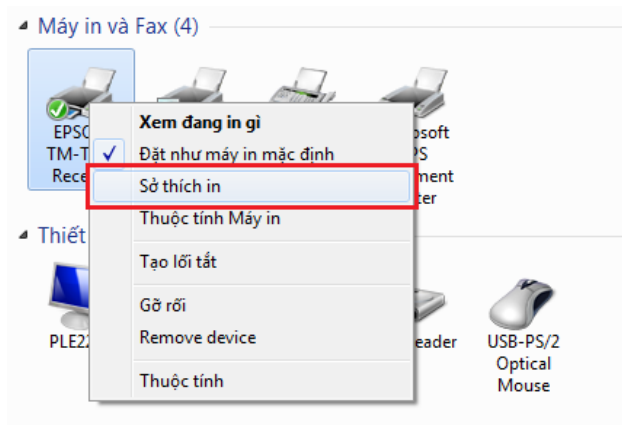 Máy in và Fax (4)
Xem đang in gì
EPSO
osoft
TM-T
Đặt như máy in mặc định
PS
Rece
Sở thích in
ment
ter
Thuộc tính Máy in
Thiết
Tạo lối tắt
Gỡ rối
PLE22
Remove device
eader
USB-PS/2
Optical
Mouse
Thuộc tính